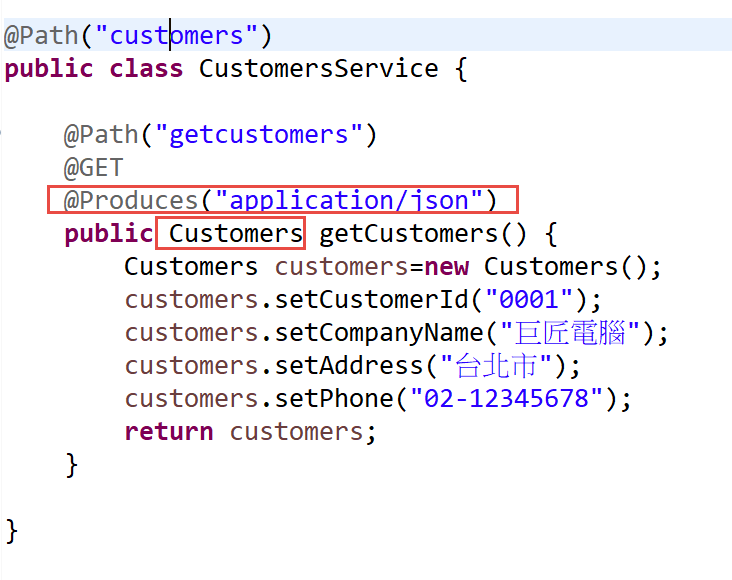 @Path("customers")
public class CustomersService {
@Path("getcustomers")
@GET
@Produces("application/json")
public Customers getCustomers() {
Customers customers=new Customers();
customers.setCustomerId("0001");
customers.setCompanyName("巨匠電腦");
customers.setAddress("台北市");
customers.setPhone("02-12345678");
return customers;
}
}